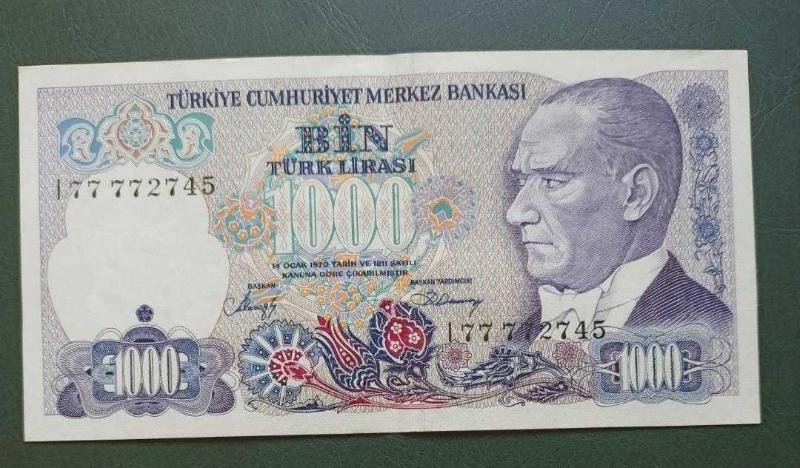 TÜRKİYE CUMHURİYET MERKEZ BANKASI
BİN
TÜRK LİRASI
I77 772745
1000
14 OCAK 1970 TARİH VE 1211 SAYILI
KANUNA GÖRE ÇIKARILMIŞTIR
BAŞKAN
BAŞKAN YARDIMCISI
I77 772745
1000
1000